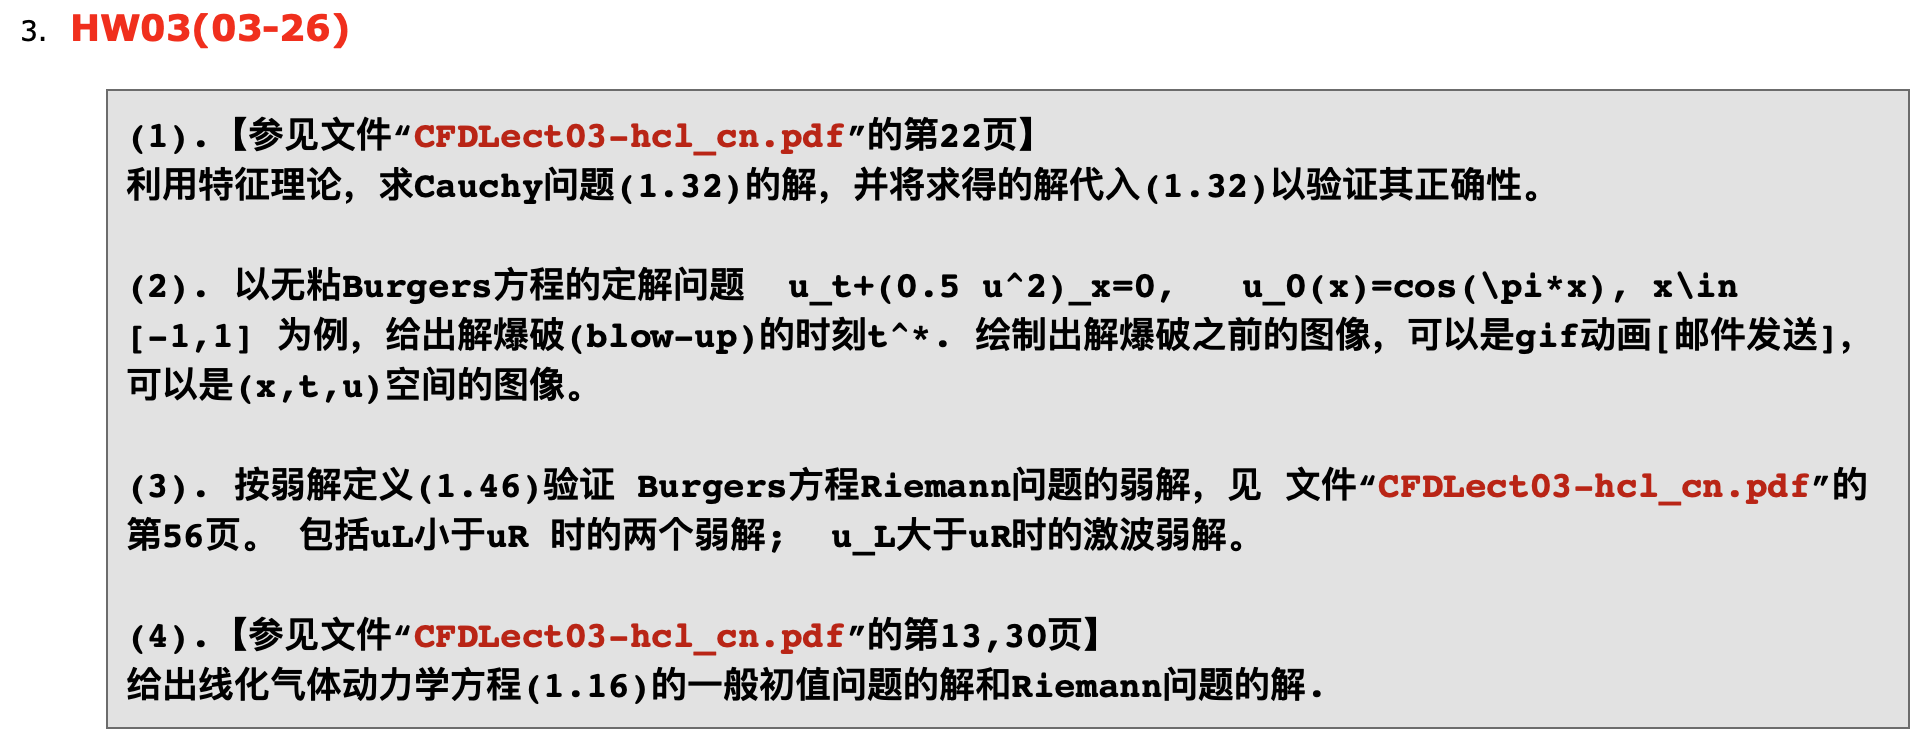 3. HW03(03-26)
(1).【参见文件“CFDLect03-hcl_cn.pdf”的第22页】
利用特征理论，求Cauchy问题(1.32)的解，并将求得的解代入(1.32)以验证其正确性。
(2). 以无粘Burgers方程的定解问题  u_t+(0.5 u^2)_x=0,   u_0(x)=cos(\pi*x), x\in
[-1,1] 为例，给出解爆破(blow-up)的时刻t^*. 绘制出解爆破之前的图像，可以是gif动画[邮件发送]，
可以是(x,t,u)空间的图像。
(3). 按弱解定义(1.46)验证 Burgers方程Riemann问题的弱解，见 文件“CFDLect03-hcl_cn.pdf”的
第56页。 包括uL小于uR 时的两个弱解； u_L大于uR时的激波弱解。
(4).【参见文件“CFDLect03-hcl_cn.pdf”的第13,30页】
给出线化气体动力学方程(1.16)的一般初值问题的解和Riemann问题的解.